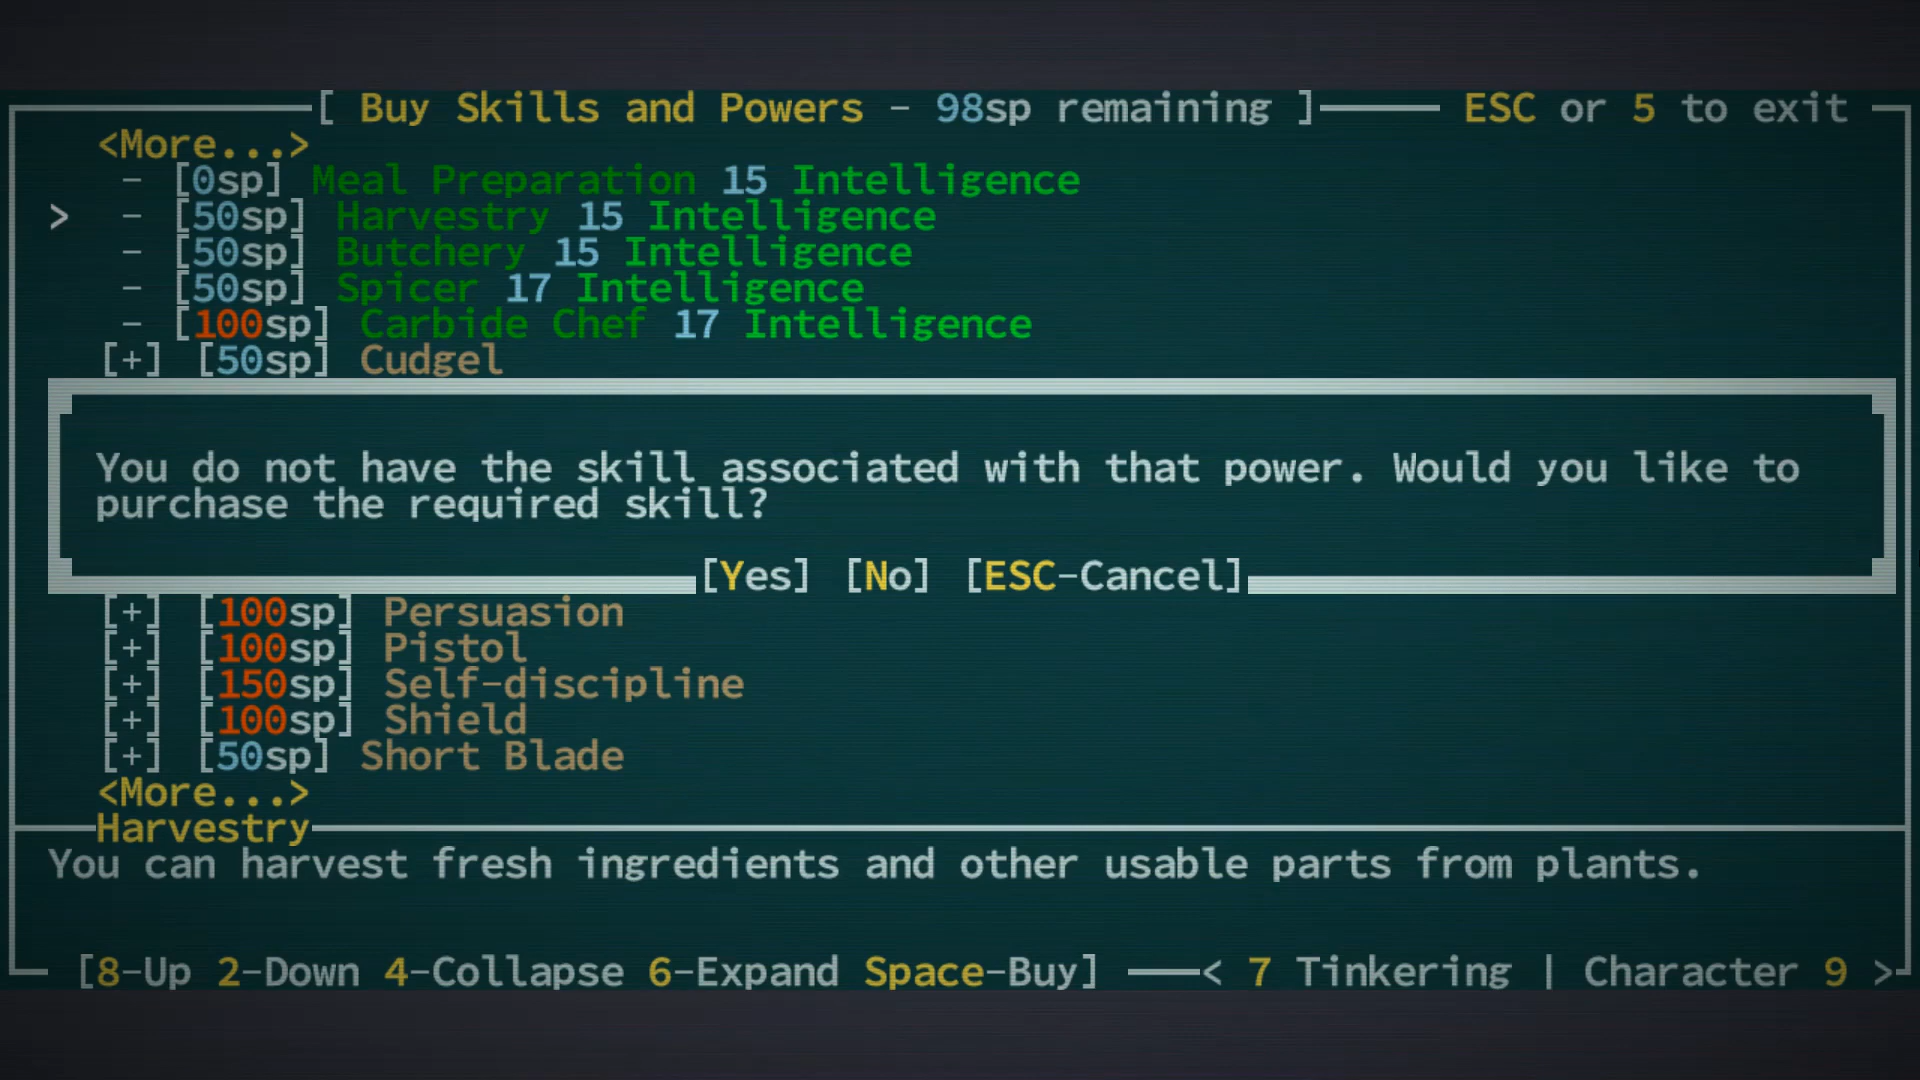 [ Buy Skills and Powers - 98sp remaining ] ESC or 5 to exit
<More...>
- [0sp] Meal Preparation 15 Intelligence
> - [50sp] Harvestry 15 Intelligence
- [50sp] Butchery 15 Intelligence
- [50sp] Spicer 17 Intelligence
- [100sp] Carbide Chef 17 Intelligence
[+] [50sp] Cudgel
You do not have the skill associated with that power. Would you like to
purchase the required skill?
[Yes] [No] [ESC-Cancel]
[+] [100sp] Persuasion
[+] [100sp] Pistol
[+] [150sp] Self-discipline
[+] [100sp] Shield
[+] [50sp] Short Blade
<More...>
Harvestry
You can harvest fresh ingredients and other usable parts from plants.
[8-Up 2-Down 4-Collapse 6-Expand Space-Buy] < 7 Tinkering | Character 9 >